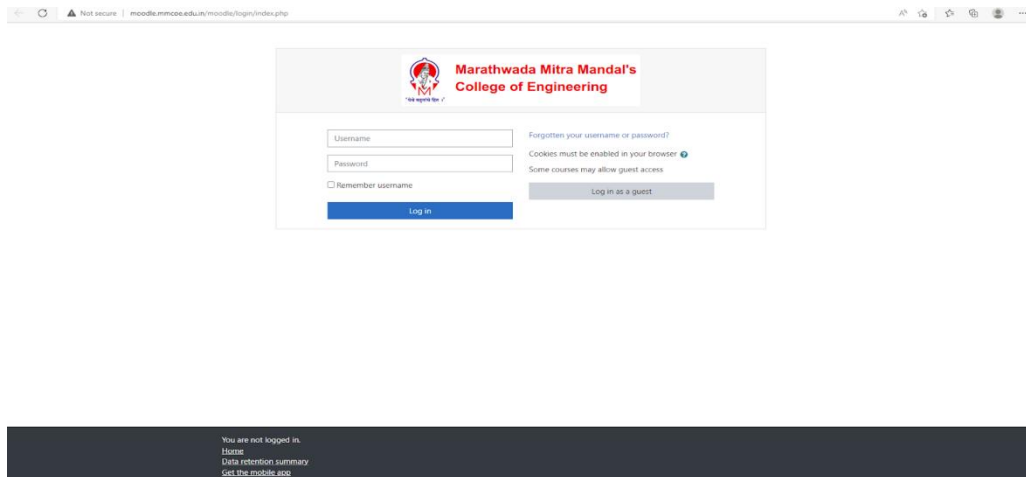 Not secure | moodle.mmcoe.edu.in/moodle/login/index.php
Marathwada Mitra Mandal's
College of Engineering
Username
Password
Remember username
Log in
Forgotten your username or password?
Cookies must be enabled in your browser
Some courses may allow guest access
Log in as a guest
You are not logged in.
Home
Data retention summary
Get the mobile app